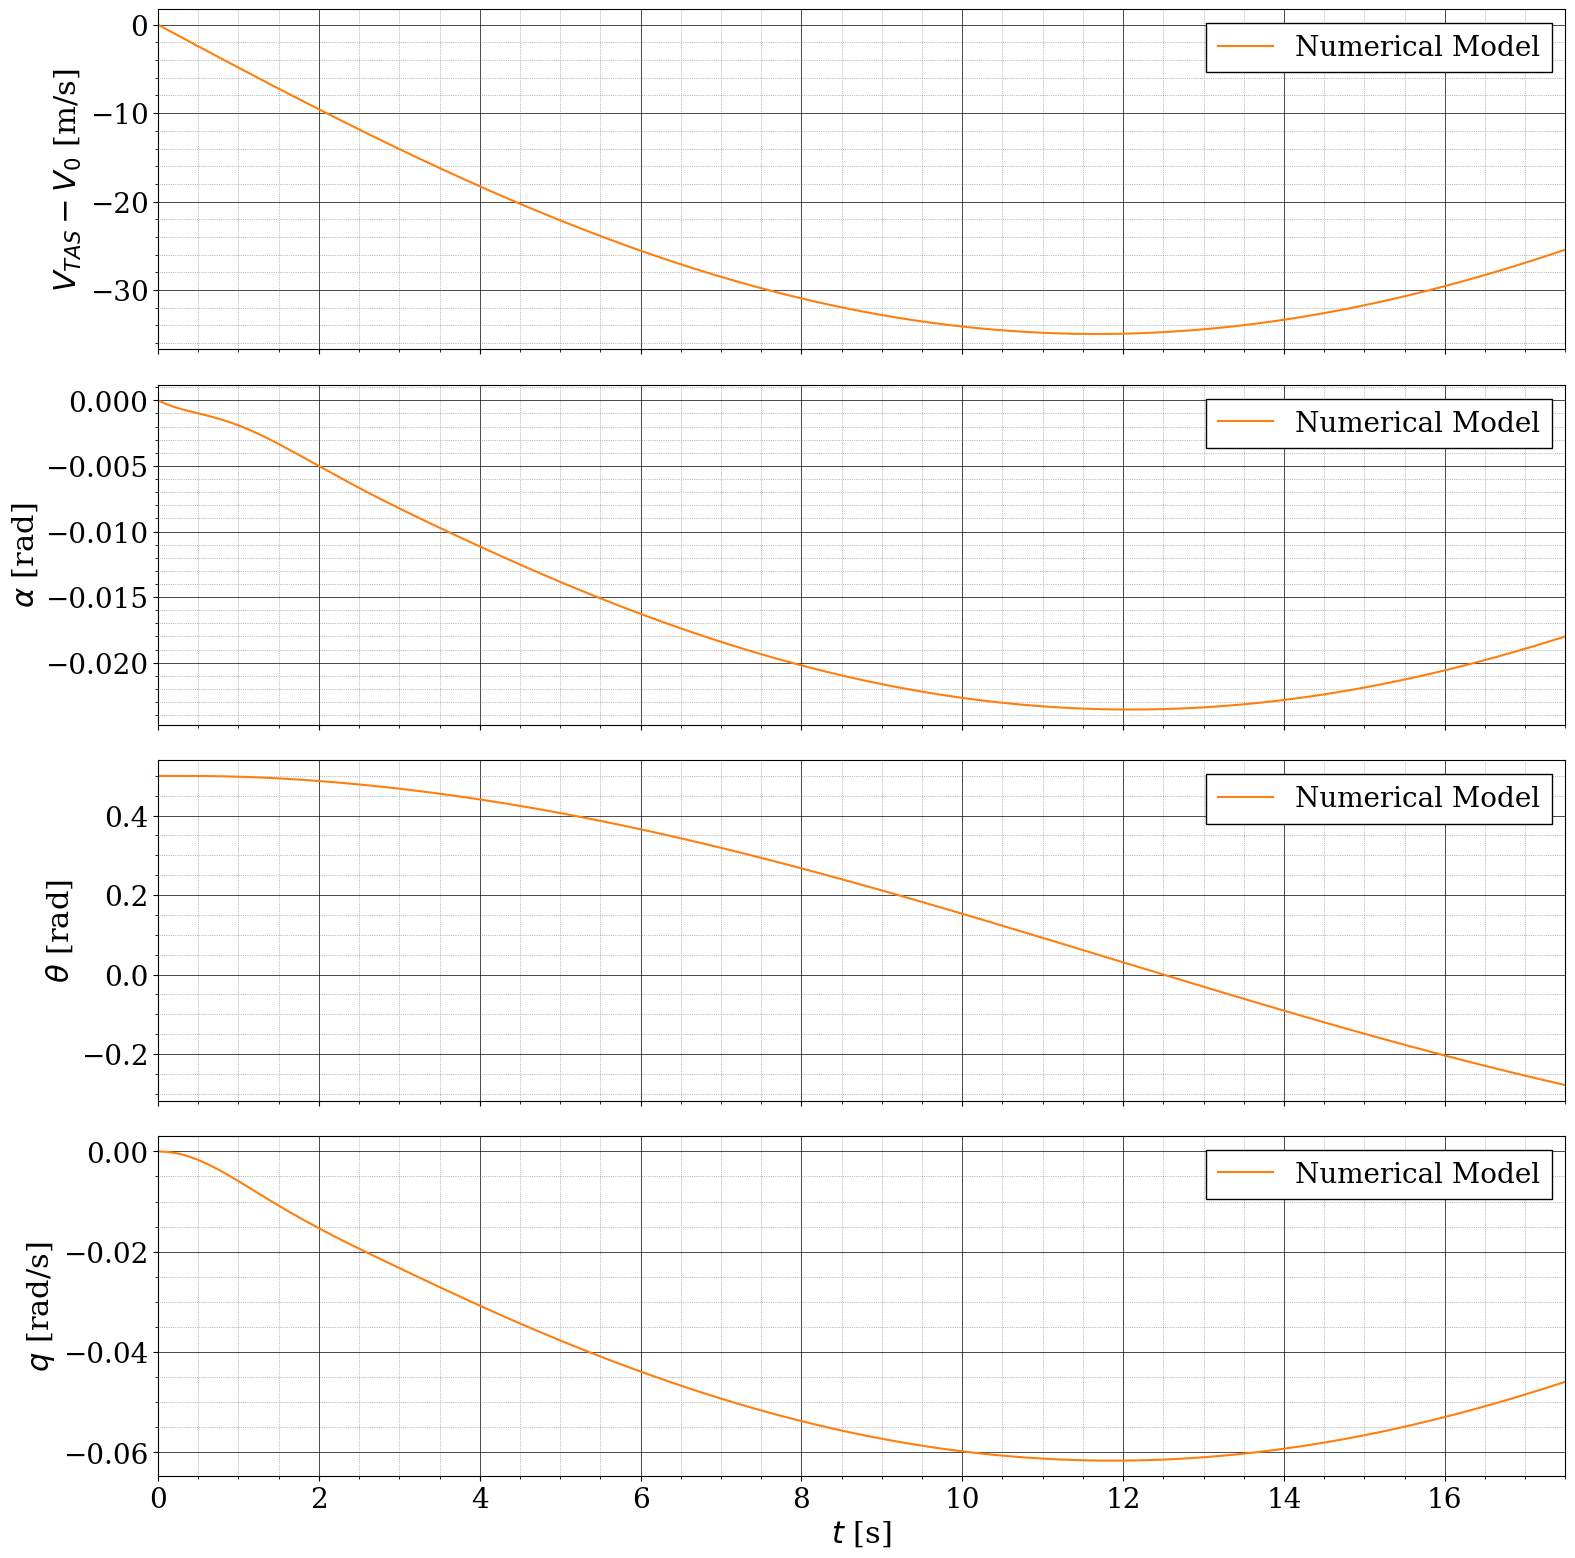 0
−10
−20
−30
V_{TAS} − V_0 [m/s]
Numerical Model
0.000
−0.005
−0.010
−0.015
−0.020
α [rad]
Numerical Model
0.4
0.2
0.0
−0.2
θ [rad]
Numerical Model
0.00
−0.02
−0.04
−0.06
q [rad/s]
Numerical Model
0 2 4 6 8 10 12 14 16
t [s]